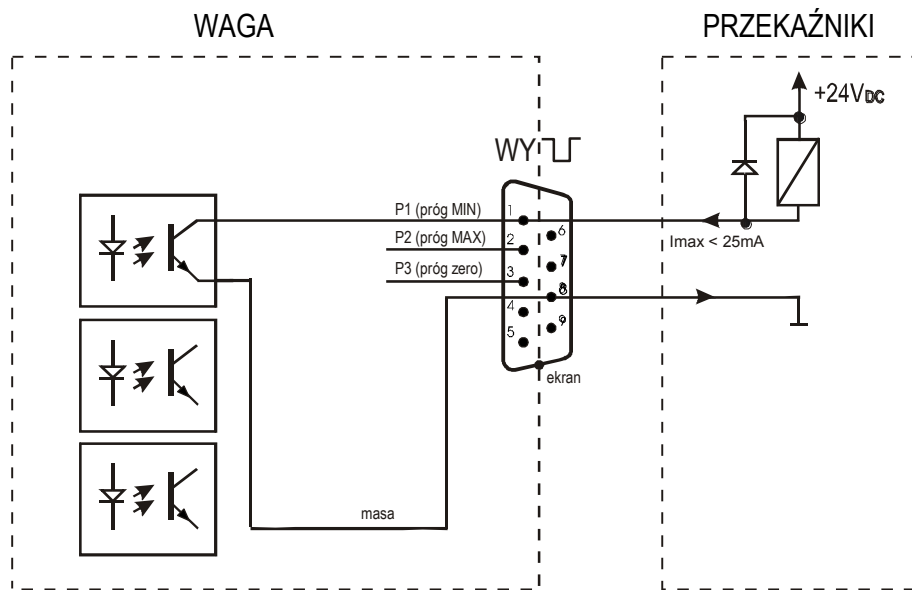 WAGA
PRZEKAŹNIKI
+24VDC
WY
P1 (próg MIN)
1
6
Imax < 25mA
P2 (próg MAX)
2
7
P3 (próg zero)
3
8
4
9
5
ekran
masa